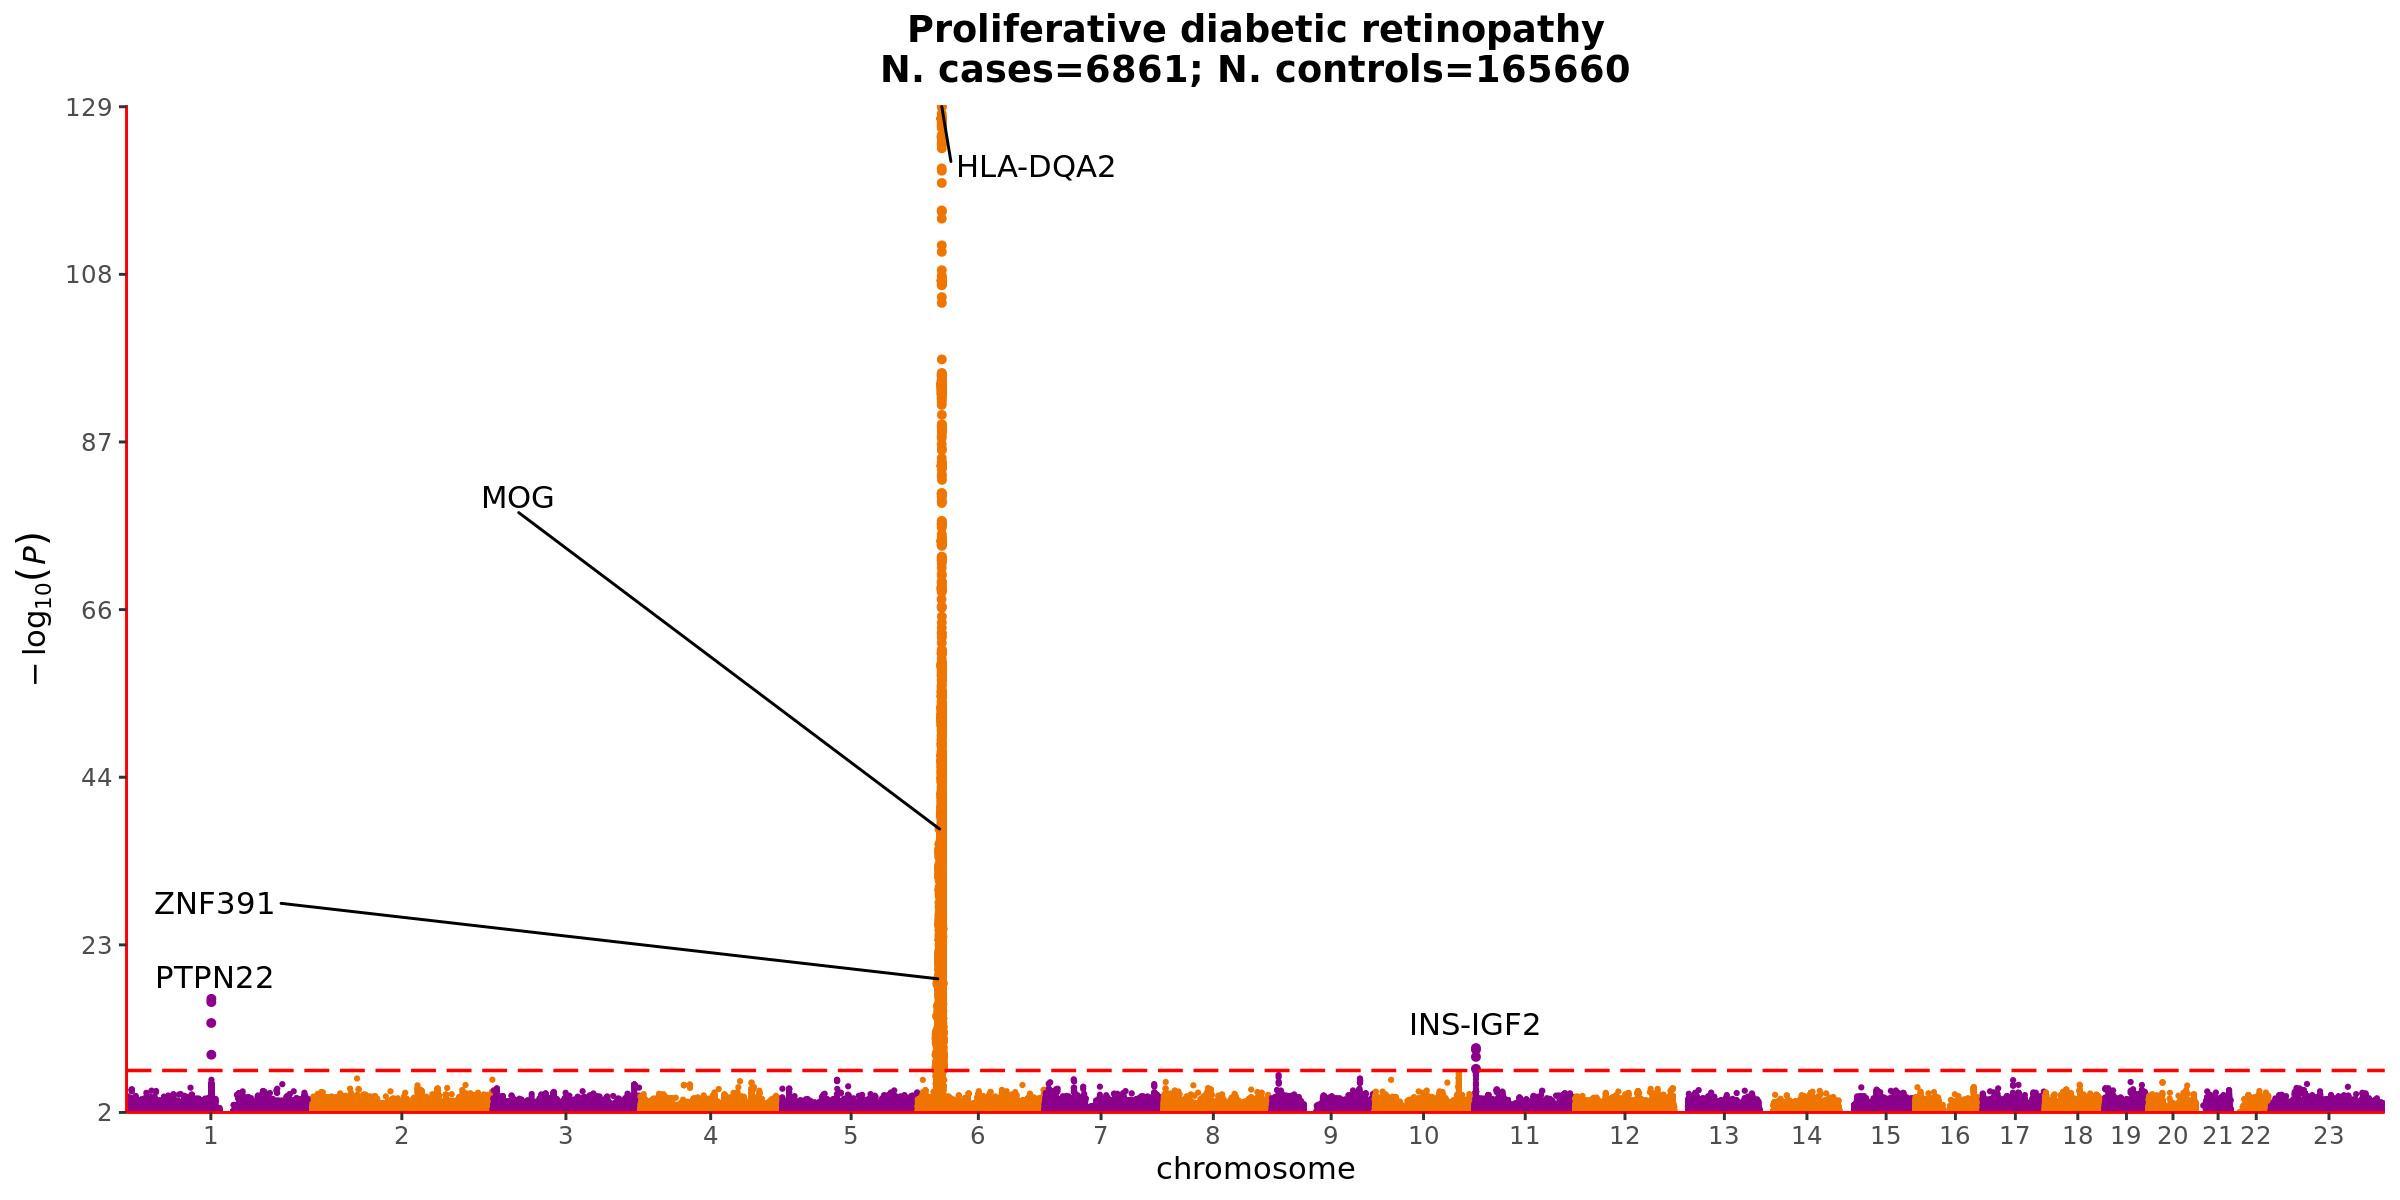 Proliferative diabetic retinopathy
N. cases=6861; N. controls=165660
129
108
87
66
44
23
2
− log10(P)
HLA-DQA2
MOG
ZNF391
PTPN22
INS-IGF2
1 2 3 4 5 6 7 8 9 10 11 12 13 14 15 16 17 18 19 20 21 22 23
chromosome